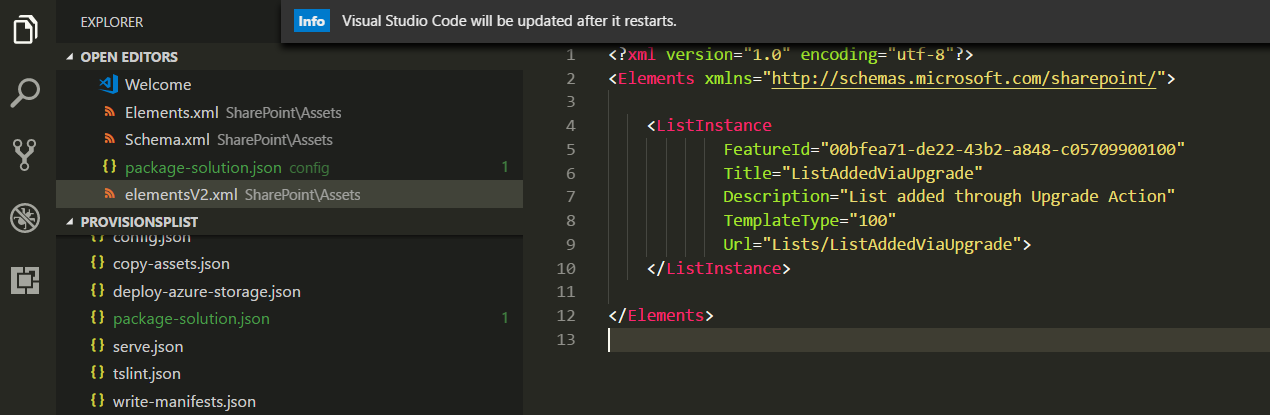 Info Visual Studio Code will be updated after it restarts.
EXPLORER
OPEN EDITORS
Welcome
Elements.xml SharePoint\Assets
Schema.xml SharePoint\Assets
{} package-solution.json config 1
elementsV2.xml SharePoint\Assets
PROVISIONSPLIST
{} config.json
{} copy-assets.json
{} deploy-azure-storage.json
{} package-solution.json 1
{} serve.json
{} tslint.json
{} write-manifests.json
1 <?xml version="1.0" encoding="utf-8"?>
2 <Elements xmlns="http://schemas.microsoft.com/sharepoint/">
3
4 <ListInstance
5 FeatureId="00bfea71-de22-43b2-a848-c05709900100"
6 Title="ListAddedViaUpgrade"
7 Description="List added through Upgrade Action"
8 TemplateType="100"
9 Url="Lists/ListAddedViaUpgrade">
10 </ListInstance>
11
12 </Elements>
13